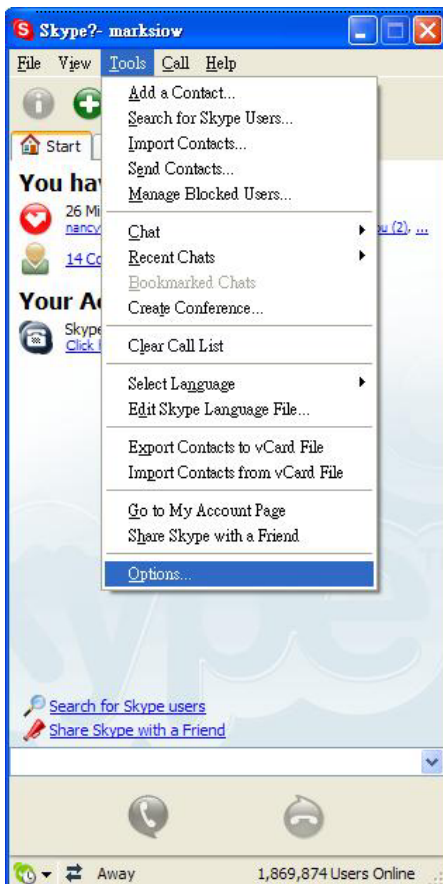 Skype?- marksiow
File View Tools Call Help
Add a Contact...
Search for Skype Users...
Import Contacts...
Send Contacts...
Manage Blocked Users...
Chat
Recent Chats
Bookmarked Chats
Create Conference...
Clear Call List
Select Language
Edit Skype Language File...
Export Contacts to vCard File
Import Contacts from vCard File
Go to My Account Page
Share Skype with a Friend
Options...
Start
You ha
26 Mi
nancy
(2), ...
14 Co
Your A
Skype
Click
Search for Skype users
Share Skype with a Friend
Away 1,869,874 Users Online